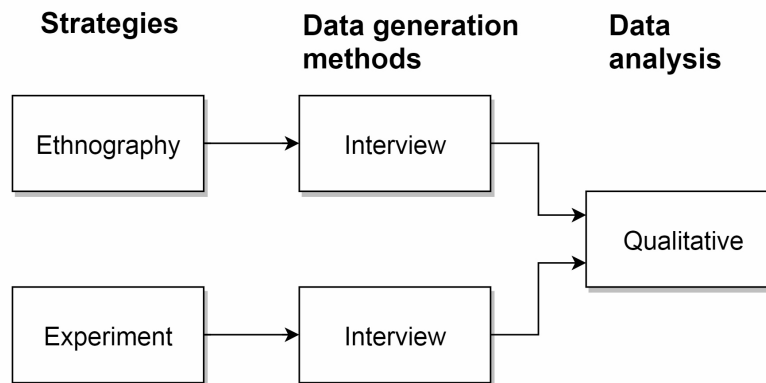 Strategies
Data generation
methods
Data
analysis
Ethnography
Interview
Qualitative
Experiment
Interview